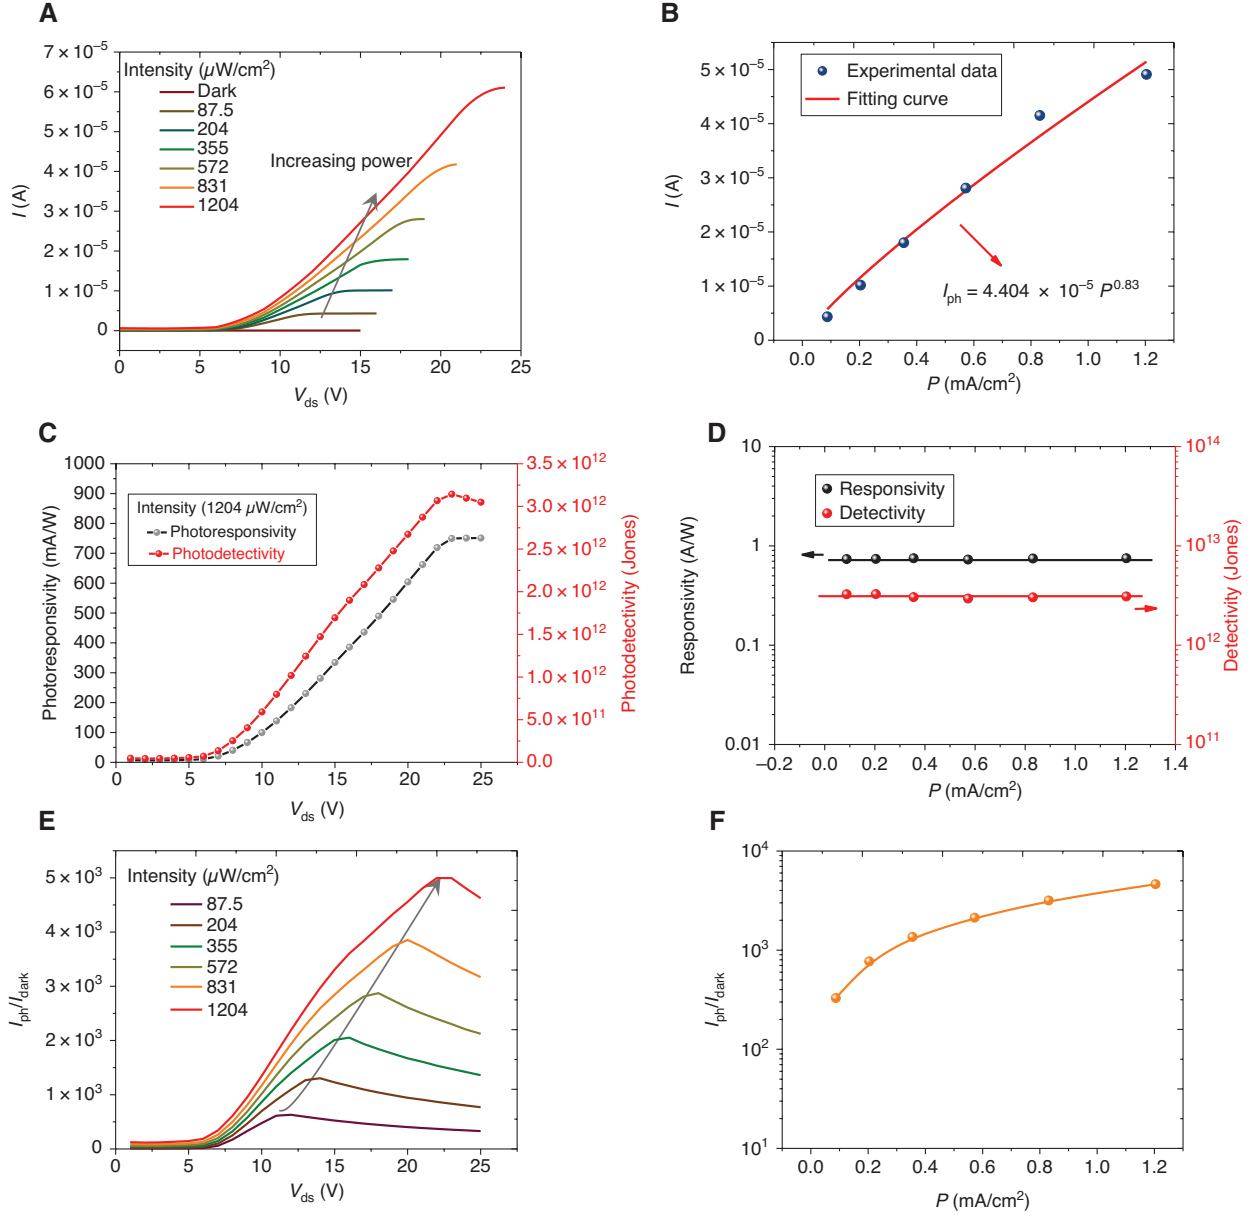 A
7 × 10⁻⁵
6 × 10⁻⁵
5 × 10⁻⁵
4 × 10⁻⁵
3 × 10⁻⁵
2 × 10⁻⁵
1 × 10⁻⁵
0
I (A)
Intensity (µW/cm²)
Dark
87.5
204
355
572
831
1204
Increasing power
0 5 10 15 20 25
V_ds (V)
B
5 × 10⁻⁵
4 × 10⁻⁵
3 × 10⁻⁵
2 × 10⁻⁵
1 × 10⁻⁵
0
I (A)
Experimental data
Fitting curve
I_ph = 4.404 × 10⁻⁵ P^0.83
0.0 0.2 0.4 0.6 0.8 1.0 1.2
P (mA/cm²)
C
1000
900
800
700
600
500
400
300
200
100
0
Photoresponsivity (mA/W)
Intensity (1204 µW/cm²)
Photoresponsivity
Photodetectivity
3.5 × 10¹²
3.0 × 10¹²
2.5 × 10¹²
2.0 × 10¹²
1.5 × 10¹²
1.0 × 10¹²
5.0 × 10¹¹
0.0
Photodetectivity (Jones)
0 5 10 15 20 25
V_ds (V)
D
10
1
0.1
0.01
Responsivity (A/W)
Responsivity
Detectivity
10¹⁴
10¹³
10¹²
10¹¹
Detectivity (Jones)
−0.2 0.0 0.2 0.4 0.6 0.8 1.0 1.2 1.4
P (mA/cm²)
E
5 × 10³
4 × 10³
3 × 10³
2 × 10³
1 × 10³
0
I_ph/I_dark
Intensity (µW/cm²)
87.5
204
355
572
831
1204
0 5 10 15 20 25
V_ds (V)
F
10⁴
10³
10²
10¹
I_ph/I_dark
0.0 0.2 0.4 0.6 0.8 1.0 1.2
P (mA/cm²)